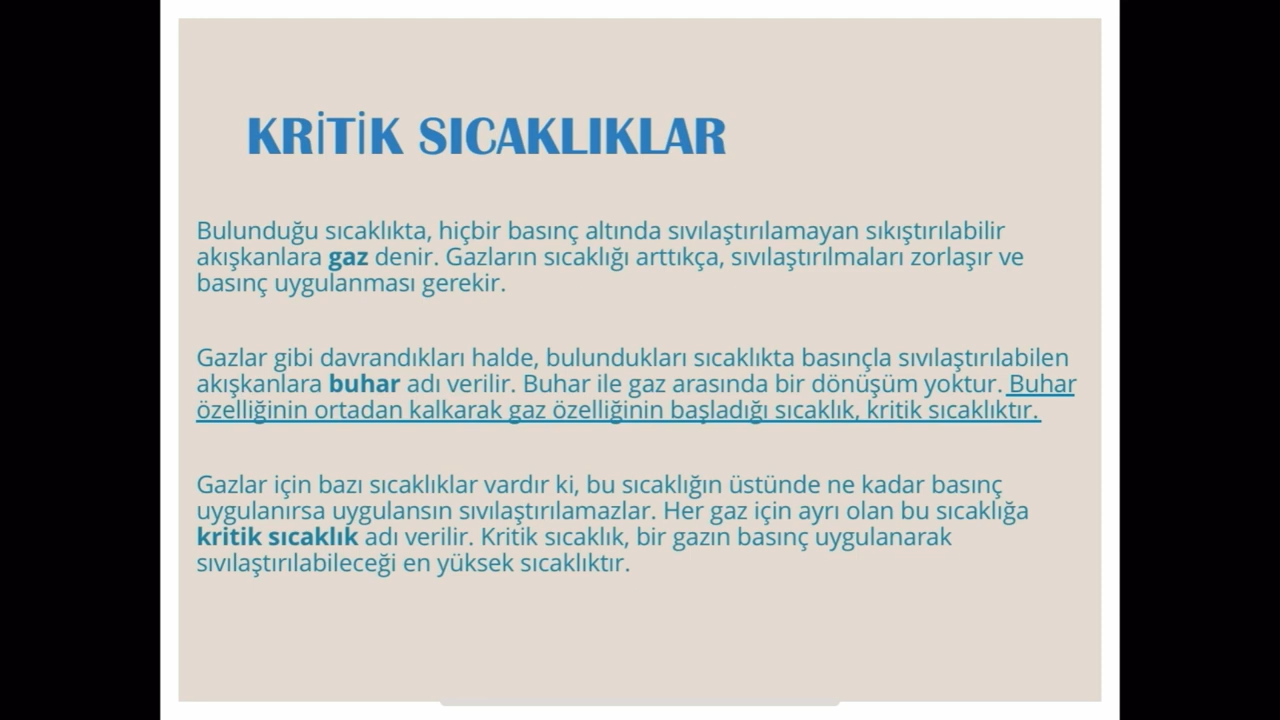 KRİTİK SICAKLIKLAR
Bulunduğu sıcaklıkta, hiçbir basınç altında sıvılaştırılamayan sıkıştırılabilir
akışkanlara gaz denir. Gazların sıcaklığı arttıkça, sıvılaştırılmaları zorlaşır ve
basınç uygulanması gerekir.
Gazlar gibi davrandıkları halde, bulundukları sıcaklıkta basınçla sıvılaştırılabilen
akışkanlara buhar adı verilir. Buhar ile gaz arasında bir dönüşüm yoktur. Buhar
özelliğinin ortadan kalkarak gaz özelliğinin başladığı sıcaklık, kritik sıcaklıktır.
Gazlar için bazı sıcaklıklar vardır ki, bu sıcaklığın üstünde ne kadar basınç
uygulanırsa uygulansın sıvılaştırılamazlar. Her gaz için ayrı olan bu sıcaklığa
kritik sıcaklık adı verilir. Kritik sıcaklık, bir gazın basınç uygulanarak
sıvılaştırılabileceği en yüksek sıcaklıktır.